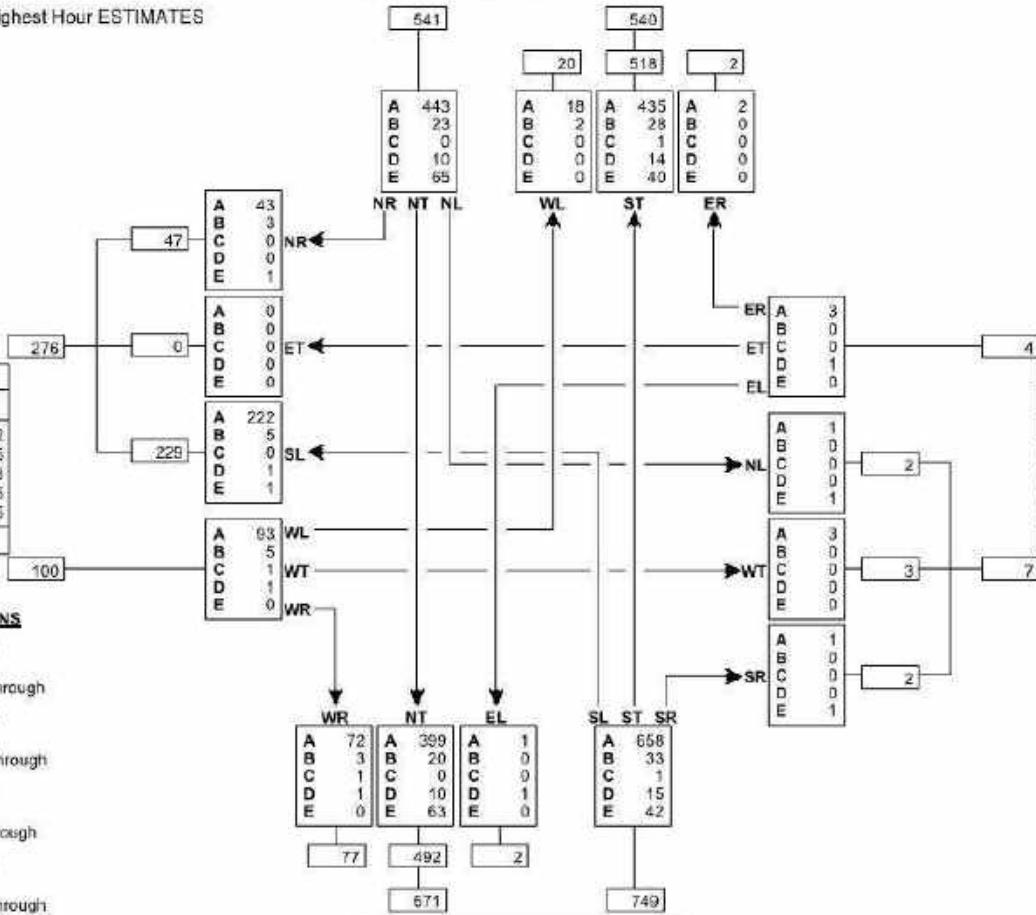 ighest Hour ESTIMATES
541
540
20
518
2
A 443
B 23
C 0
D 10
E 65
A 18
B 2
C 0
D 0
E 0
A 435
B 28
C 1
D 14
E 40
A 2
B 0
C 0
D 0
E 0
NR NT NL
WL
ST
ER
47
A 43
B 3
C 0
D 0
E 1
NR
276
0
A 0
B 0
C 0
D 0
E 0
ET
229
A 222
B 5
C 0
D 1
E 1
SL
100
A 93
B 5
C 1
D 1
E 0
WL
WT
WR
ER
ET
EL
A 3
B 0
C 0
D 1
E 0
4
NL
A 1
B 0
C 0
D 0
E 1
2
WT
A 3
B 0
C 0
D 0
E 0
3
7
SR
A 1
B 0
C 0
D 0
E 1
2
NS
rough
hrough
ough
hrough
WR
NT
EL
SL ST SR
A 72
B 3
C 1
D 1
E 0
A 399
B 20
C 0
D 10
E 63
A 1
B 0
C 0
D 1
E 0
A 658
B 33
C 1
D 15
E 42
77
492
2
571
749